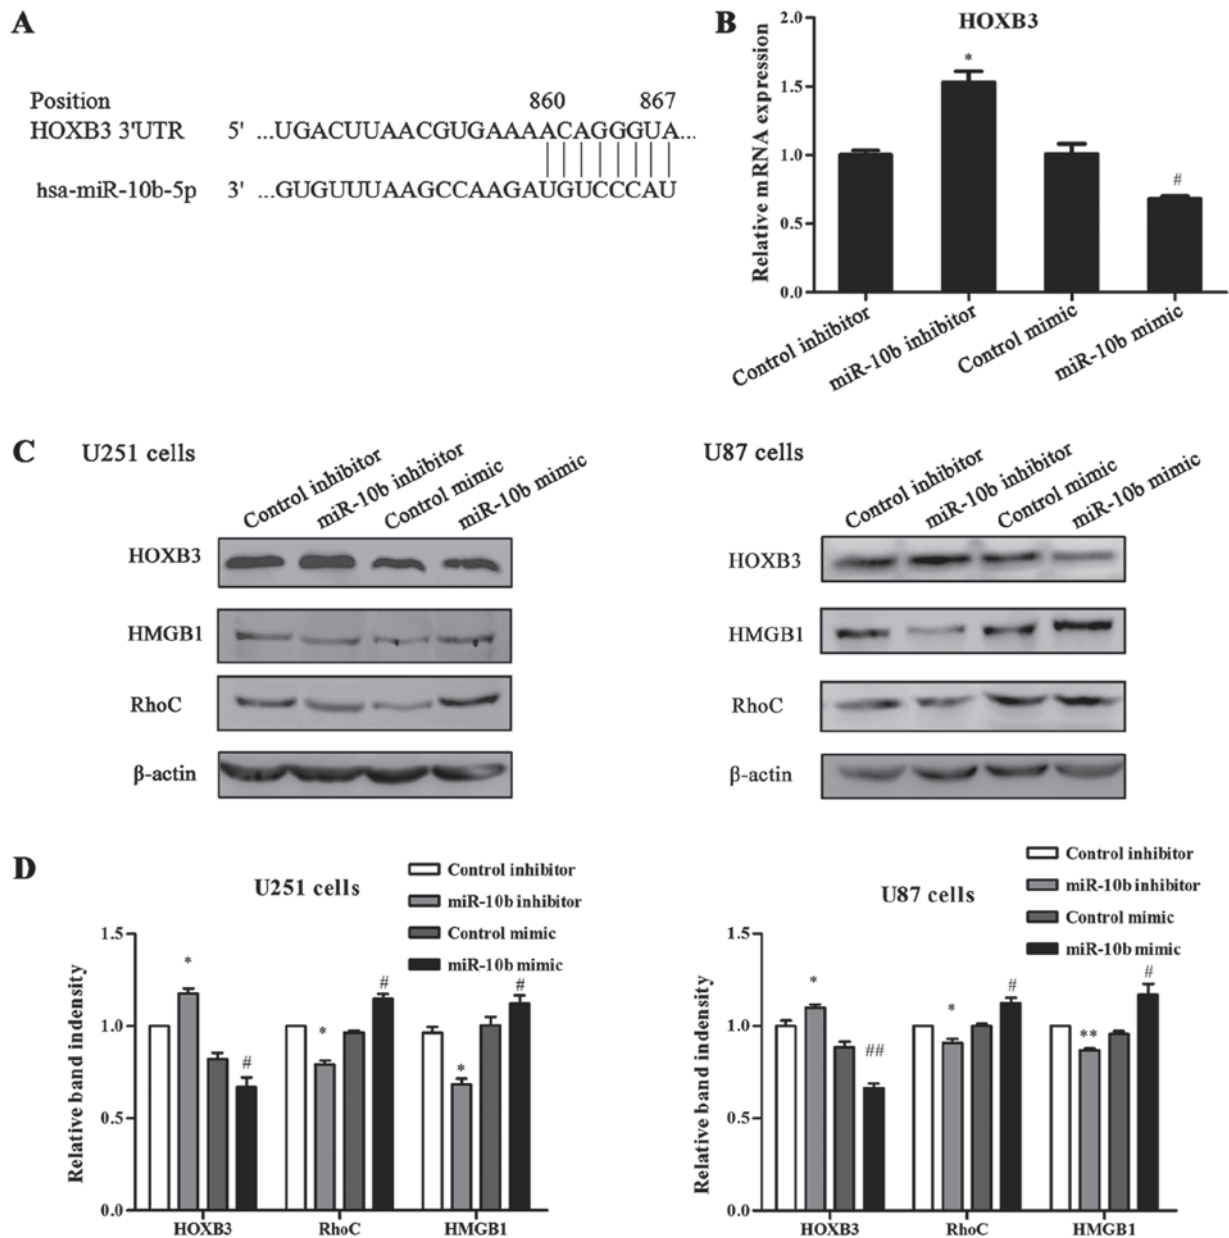 A
Position 860 867
HOXB3 3'UTR 5' ...UGACUUAACGUGAAAACAGGGUA...
hsa-miR-10b-5p 3' ...GUGUUUAAGCCAAGAUGUCCCAU
B
HOXB3
Relative mRNA expression
2.0
1.5
1.0
0.5
0.0
*
#
Control inhibitor
miR-10b inhibitor
Control mimic
miR-10b mimic
C
U251 cells
Control inhibitor
miR-10b inhibitor
Control mimic
miR-10b mimic
HOXB3
HMGB1
RhoC
β-actin
U87 cells
Control inhibitor
miR-10b inhibitor
Control mimic
miR-10b mimic
HOXB3
HMGB1
RhoC
β-actin
D
U251 cells
Control inhibitor
miR-10b inhibitor
Control mimic
miR-10b mimic
Relative band indensity
1.5
1.0
0.5
0.0
*
#
*
#
*
#
HOXB3 RhoC HMGB1
U87 cells
Control inhibitor
miR-10b inhibitor
Control mimic
miR-10b mimic
Relative band indensity
1.5
1.0
0.5
0.0
*
##
*
#
**
#
HOXB3 RhoC HMGB1